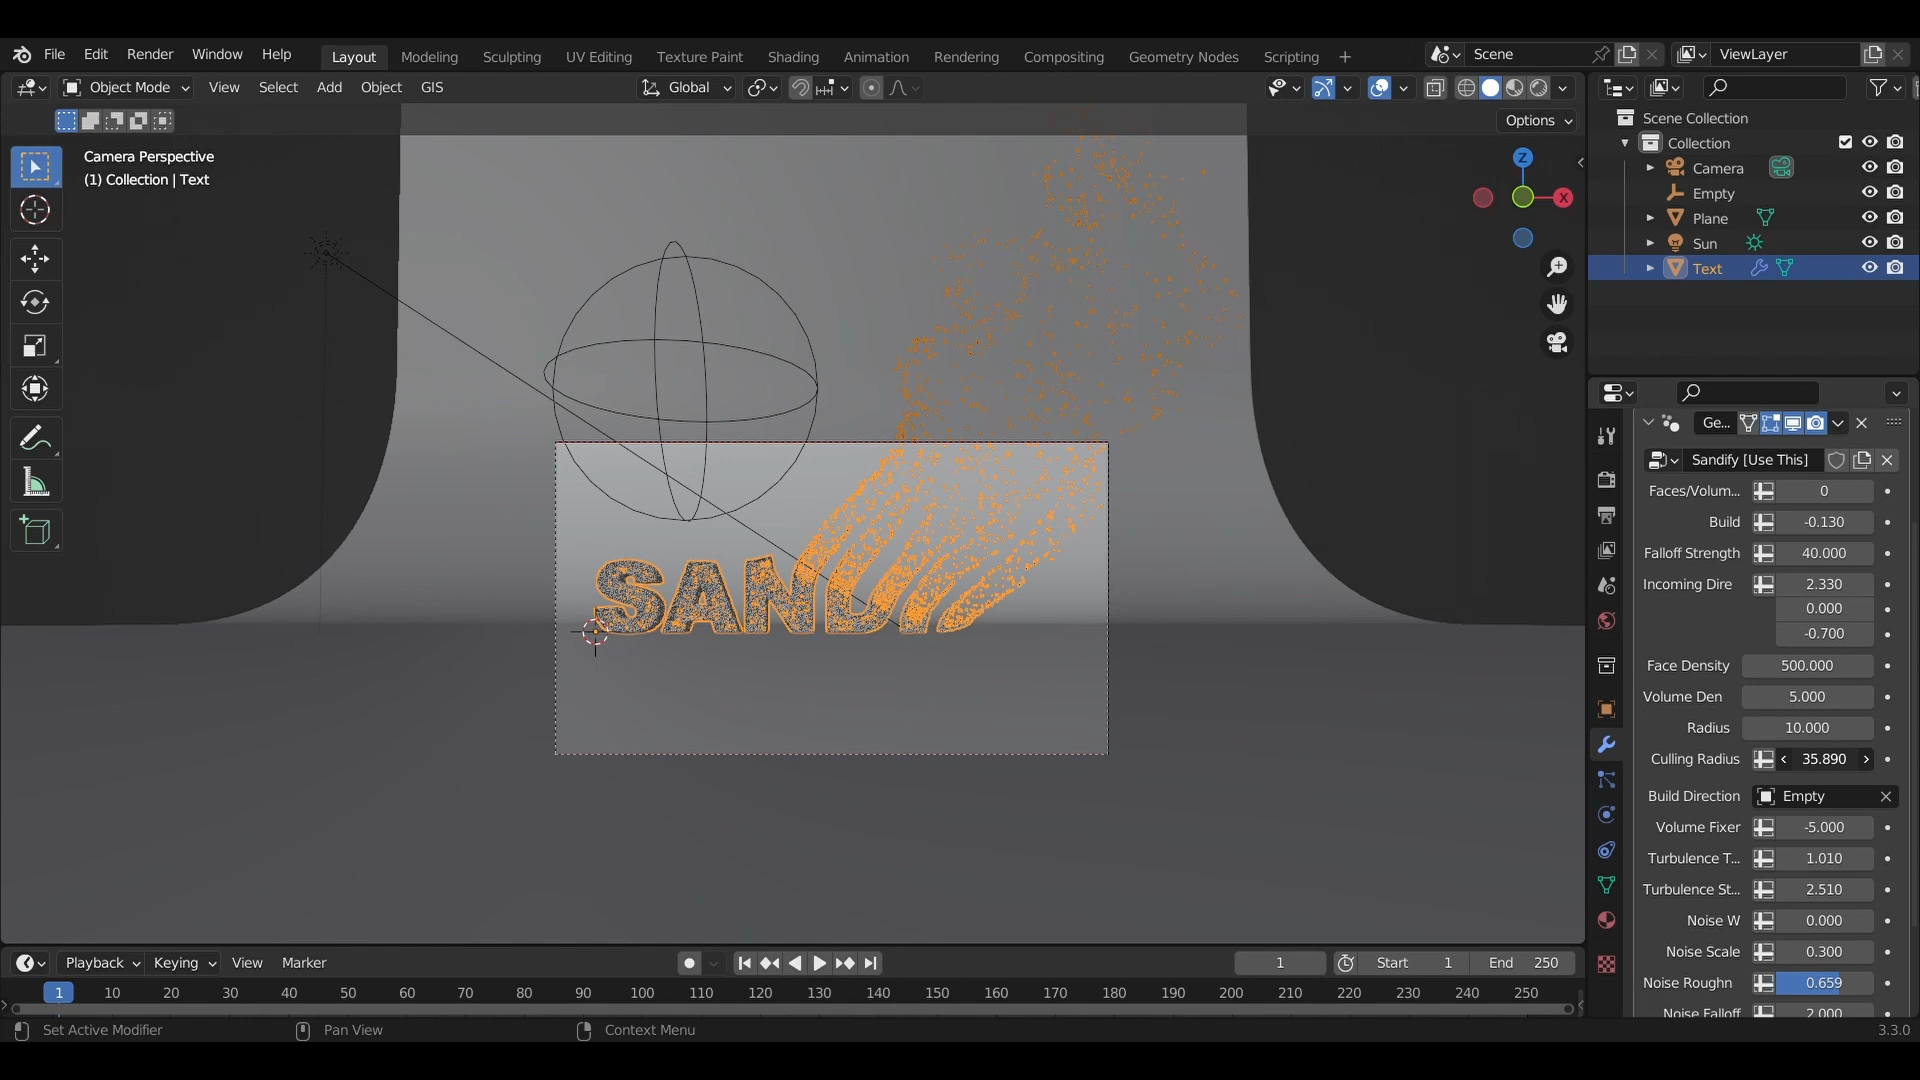 File Edit Render Window Help Layout Modeling Sculpting UV Editing Texture Paint Shading Animation Rendering Compositing Geometry Nodes Scripting + Scene ViewLayer
Object Mode View Select Add Object GIS Global
Options
Camera Perspective
(1) Collection | Text
Z
X
SANDI
Scene Collection
Collection
Camera
Empty
Plane
Sun
Text
Ge...
Sandify [Use This]
Faces/Volum... 0
Build -0.130
Falloff Strength 40.000
Incoming Dire 2.330
0.000
-0.700
Face Density 500.000
Volume Den 5.000
Radius 10.000
Culling Radius 35.890
Build Direction Empty
Volume Fixer -5.000
Turbulence T... 1.010
Turbulence St... 2.510
Noise W 0.000
Noise Scale 0.300
Noise Roughn 0.659
Noise Falloff 2.000
Playback Keying View Marker 1 Start 1 End 250
1 10 20 30 40 50 60 70 80 90 100 110 120 130 140 150 160 170 180 190 200 210 220 230 240 250
Set Active Modifier Pan View Context Menu 3.3.0